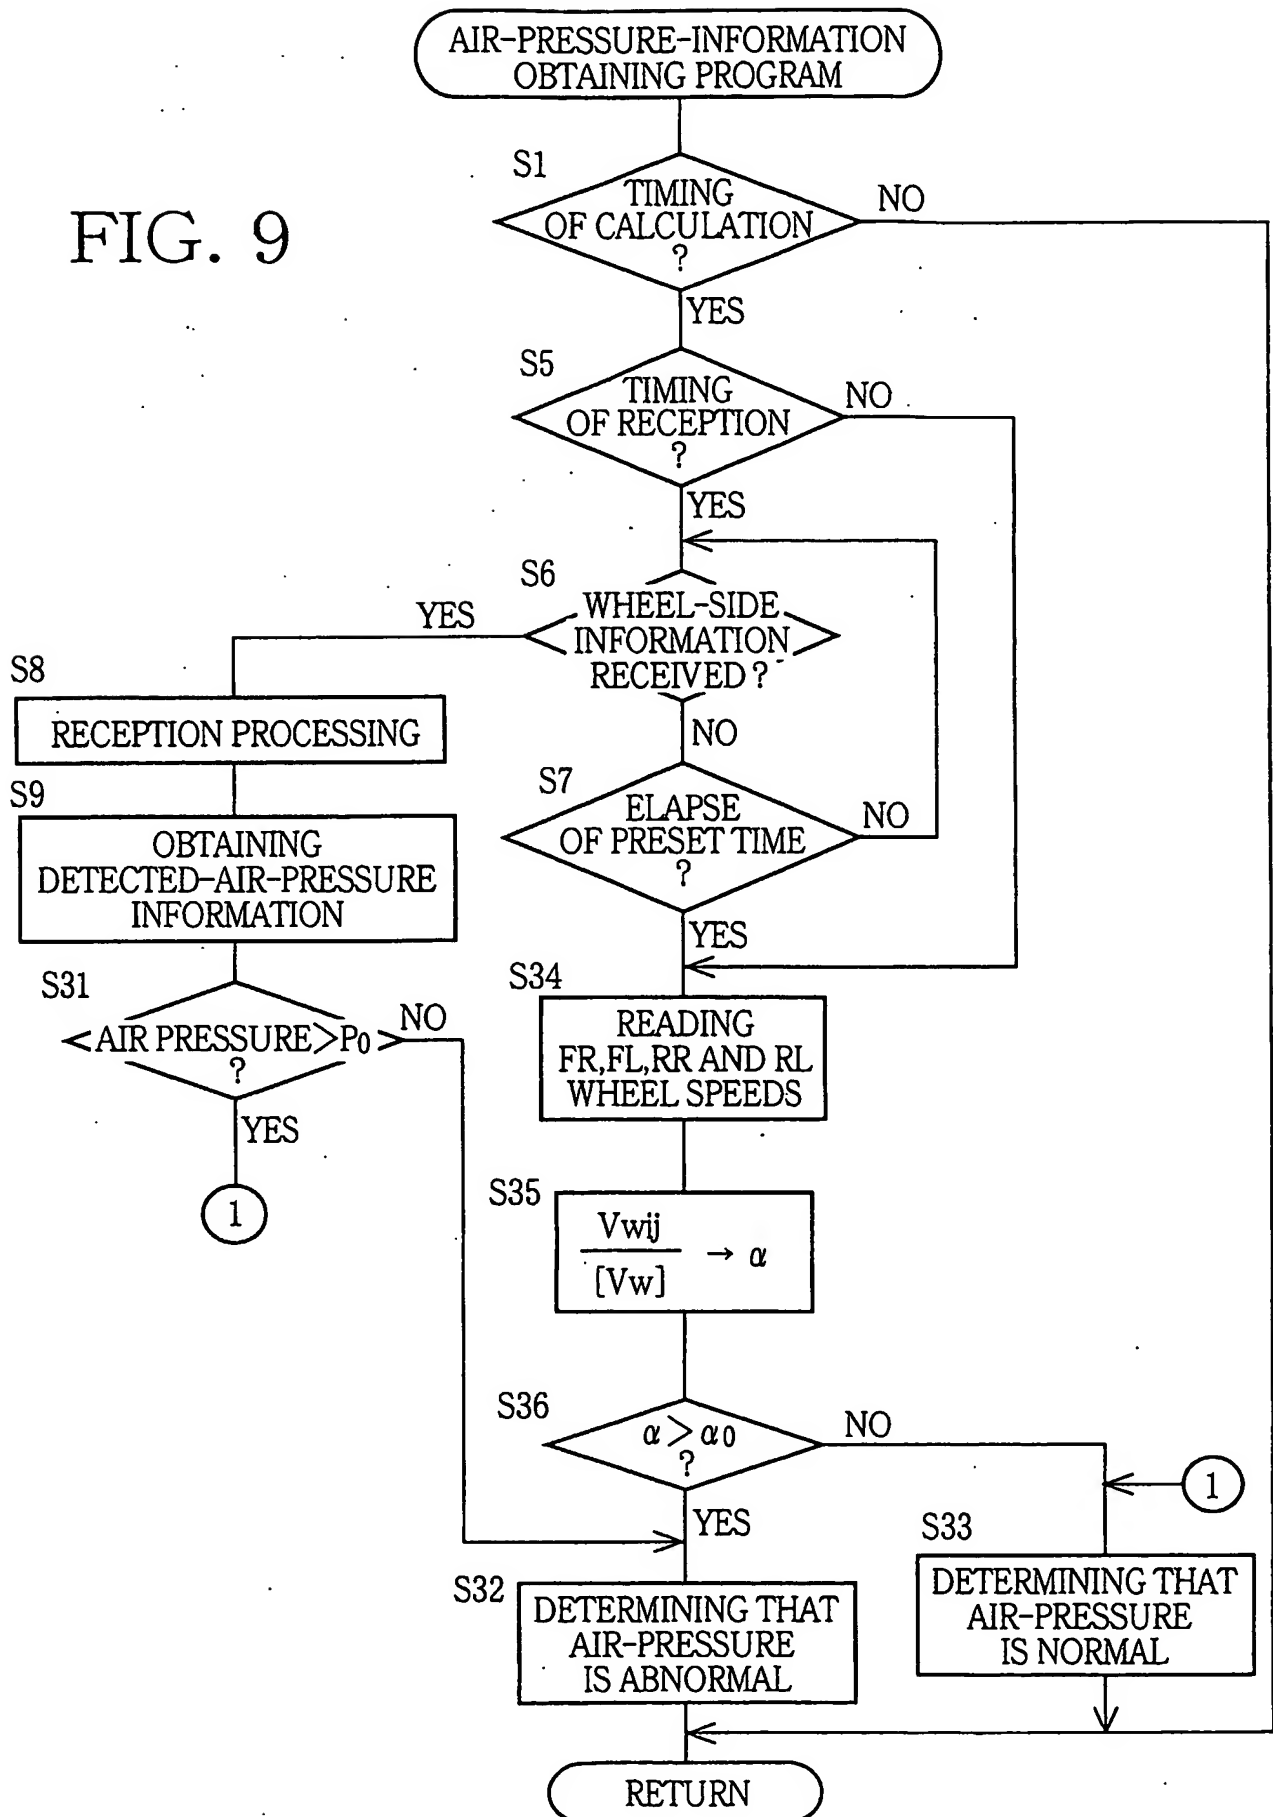 AIR-PRESSURE-INFORMATION
OBTAINING PROGRAM
FIG. 9
S1
TIMING
OF CALCULATION
?
NO
YES
S5
TIMING
OF RECEPTION
?
NO
YES
S6
WHEEL-SIDE
INFORMATION
RECEIVED ?
YES
NO
S8
RECEPTION PROCESSING
S7
ELAPSE
OF PRESET TIME
?
NO
YES
S9
OBTAINING
DETECTED-AIR-PRESSURE
INFORMATION
S31
AIR PRESSURE>P0
?
NO
YES
1
S34
READING
FR,FL,RR AND RL
WHEEL SPEEDS
S35
Vwij
[Vw]
→ α
S36
α > α0
?
NO
YES
1
S33
DETERMINING THAT
AIR-PRESSURE
IS NORMAL
S32
DETERMINING THAT
AIR-PRESSURE
IS ABNORMAL
RETURN